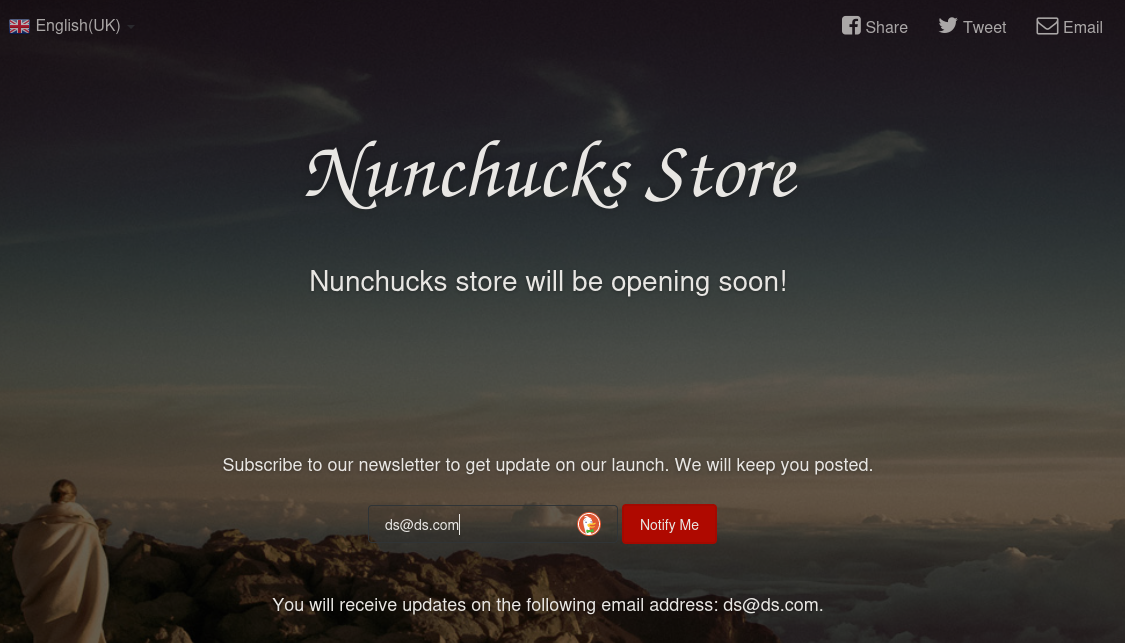 English(UK)
Share
Tweet
Email
Nunchucks Store
Nunchucks store will be opening soon!
Subscribe to our newsletter to get update on our launch. We will keep you posted.
ds@ds.com
Notify Me
You will receive updates on the following email address: ds@ds.com.